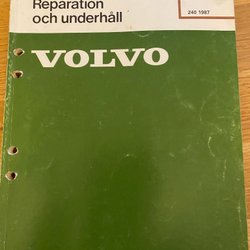 Reparation
och underhåll
240 1987
VOLVO